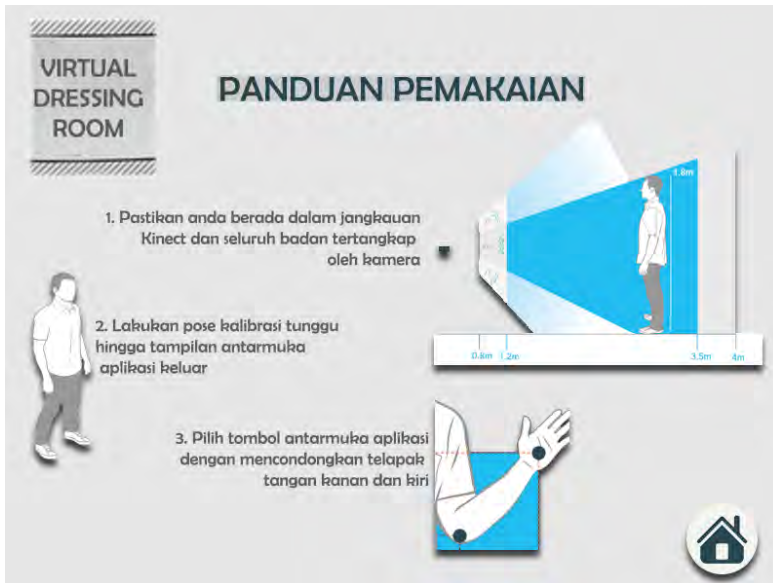 VIRTUAL
DRESSING
ROOM
PANDUAN PEMAKAIAN
1. Pastikan anda berada dalam jangkauan
Kinect dan seluruh badan tertangkap
oleh kamera
1.8m
0.8m 1.2m 3.5m 4m
2. Lakukan pose kalibrasi tunggu
hingga tampilan antarmuka
aplikasi keluar
3. Pilih tombol antarmuka aplikasi
dengan mencondongkan telapak
tangan kanan dan kiri